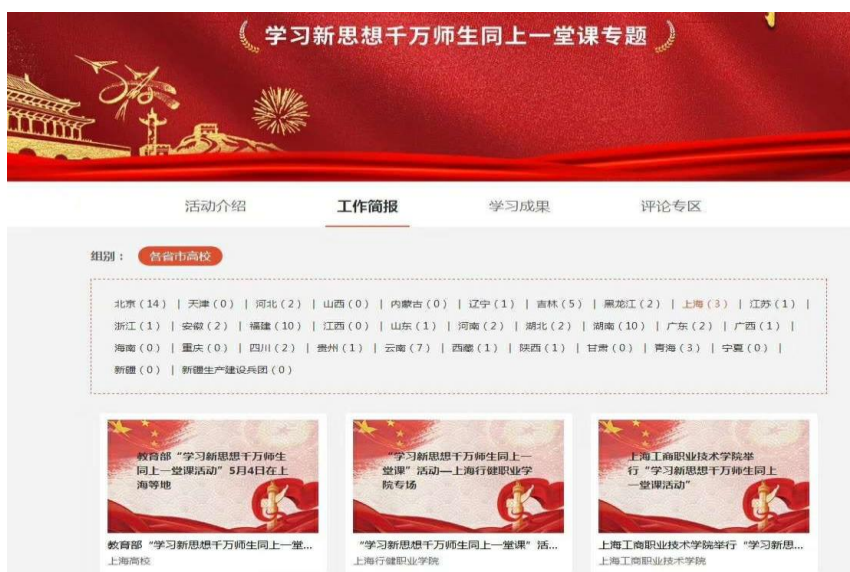 学习新思想千万师生同上一堂课专题
活动介绍 工作简报 学习成果 评论专区
组别： 各省市高校
北京（14） | 天津（0） | 河北（2） | 山西（0） | 内蒙古（0） | 辽宁（1） | 吉林（5） | 黑龙江（2） | 上海（3） | 江苏（1） |
浙江（1） | 安徽（2） | 福建（10） | 江西（0） | 山东（1） | 河南（2） | 湖北（2） | 湖南（10） | 广东（2） | 广西（1） |
海南（0） | 重庆（0） | 四川（2） | 贵州（1） | 云南（7） | 西藏（1） | 陕西（1） | 甘肃（0） | 青海（3） | 宁夏（0） |
新疆（0） | 新疆生产建设兵团（0）
教育部“学习新思想千万师生
同上一堂课活动”5月4日在上
海等地
教育部“学习新思想千万师生同上一堂...
上海高校
“学习新思想千万师生同上一
堂课”活动—上海行健职业学
院专场
“学习新思想千万师生同上一堂课”活...
上海行健职业学院
上海工商职业技术学院举
行“学习新思想千万师生同上
一堂课活动”
上海工商职业技术学院举行“学习新思...
上海工商职业技术学院